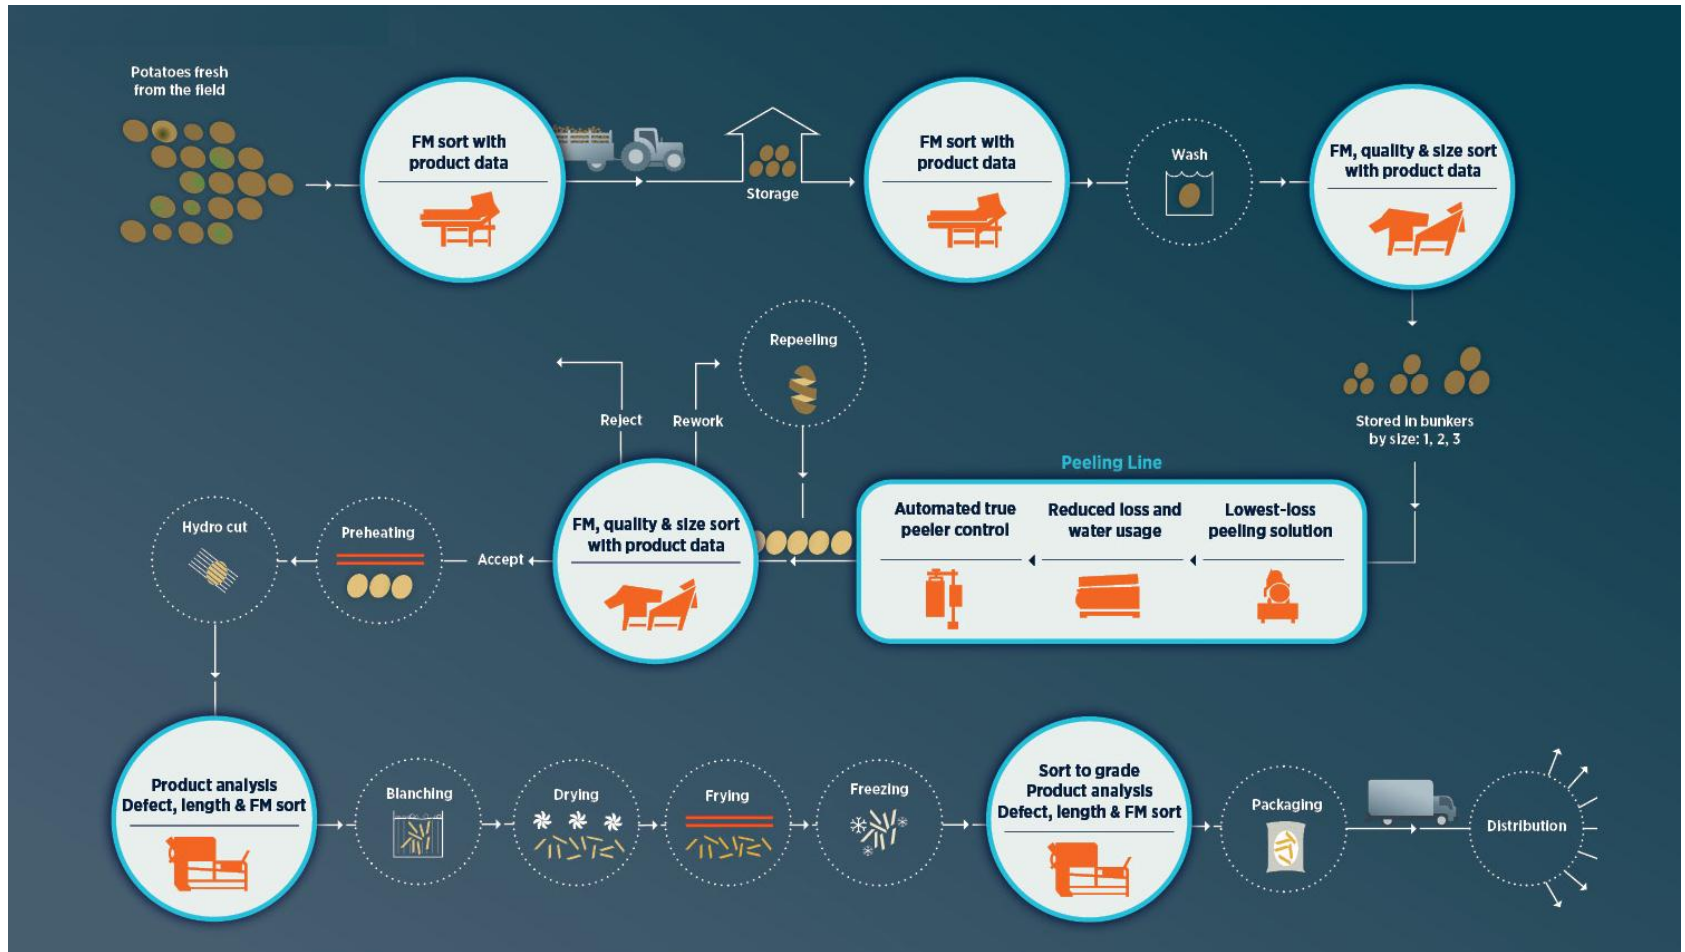 Potatoes fresh
from the field
FM sort with
product data
Storage
FM sort with
product data
Wash
FM, quality & size sort
with product data
Stored in bunkers
by size: 1, 2, 3
Peeling Line
Lowest-loss
peeling solution
Reduced loss and
water usage
Automated true
peeler control
Repeeling
Reject
Rework
FM, quality & size sort
with product data
Accept
Preheating
Hydro cut
Product analysis
Defect, length & FM sort
Blanching
Drying
Frying
Freezing
Sort to grade
Product analysis
Defect, length & FM sort
Packaging
Distribution